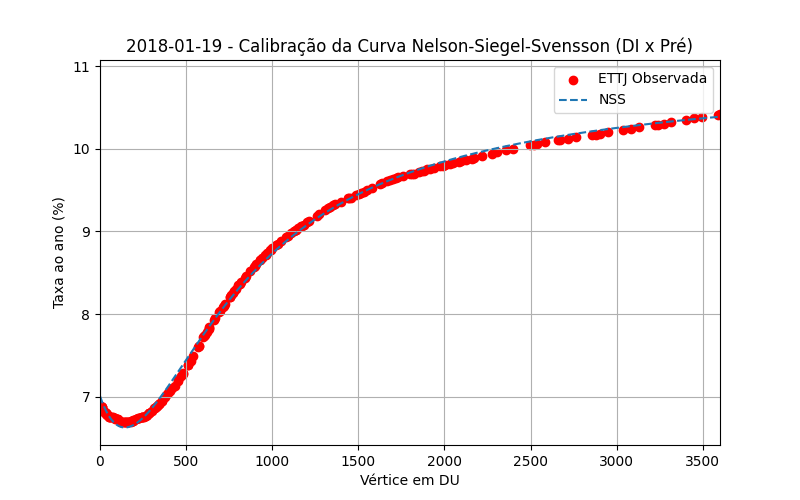 2018-01-19 - Calibração da Curva Nelson-Siegel-Svensson (DI x Pré)
ETTJ Observada
NSS
Taxa ao ano (%)
11
10
9
8
7
0 500 1000 1500 2000 2500 3000 3500
Vértice em DU